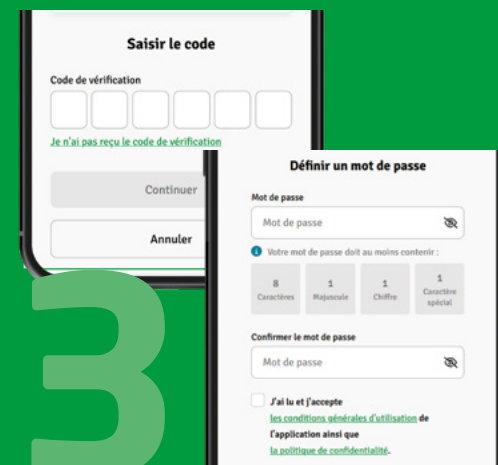 Saisir le code
Code de vérification
Je n'ai pas reçu le code de vérification
Continuer
Annuler
3
Définir un mot de passe
Mot de passe
Mot de passe
Votre mot de passe doit au moins contenir :
8
Caractères
1
Majuscule
1
Chiffre
1
Caractère
spécial
Confirmer le mot de passe
Mot de passe
J'ai lu et j'accepte
les conditions générales d'utilisation de
l'application ainsi que
la politique de confidentialité.